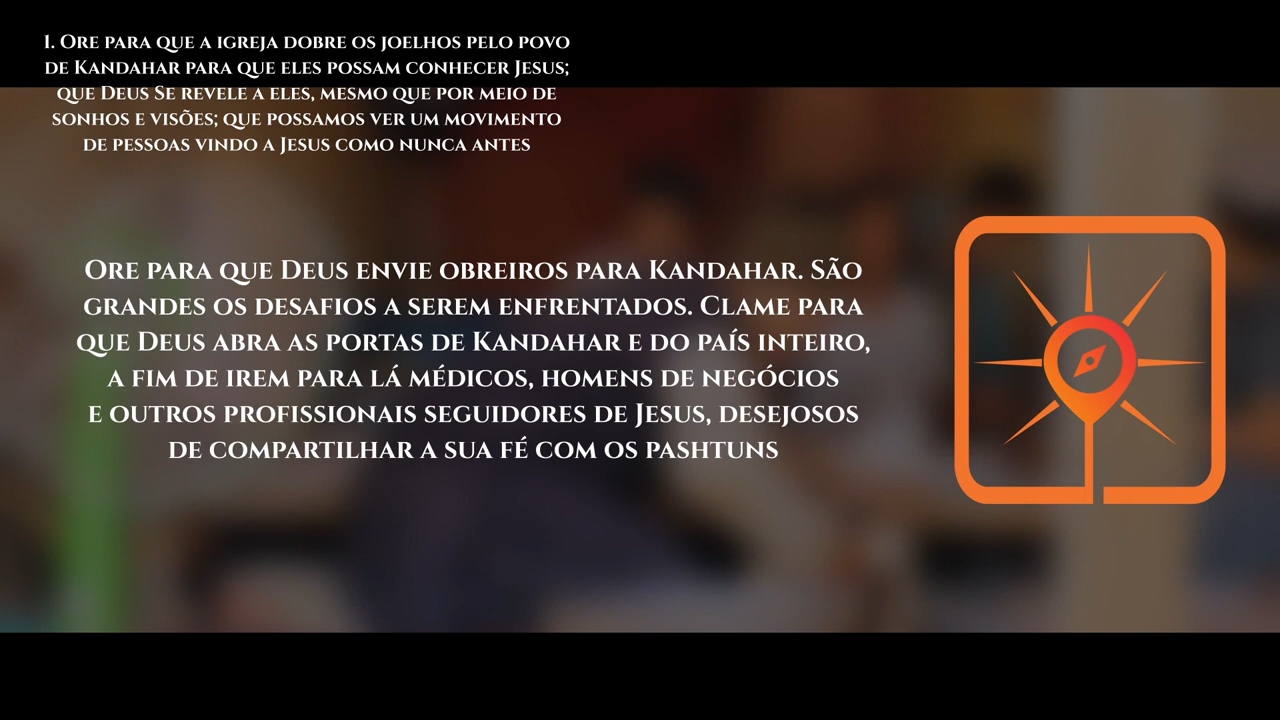 1. Ore para que a igreja dobre os joelhos pelo povo
de Kandahar para que eles possam conhecer Jesus;
que Deus Se revele a eles, mesmo que por meio de
sonhos e visões; que possamos ver um movimento
de pessoas vindo a Jesus como nunca antes
Ore para que Deus envie obreiros para Kandahar. São
grandes os desafios a serem enfrentados. Clame para
que Deus abra as portas de Kandahar e do país inteiro,
a fim de irem para lá médicos, homens de negócios
e outros profissionais seguidores de Jesus, desejosos
de compartilhar a sua fé com os pashtuns